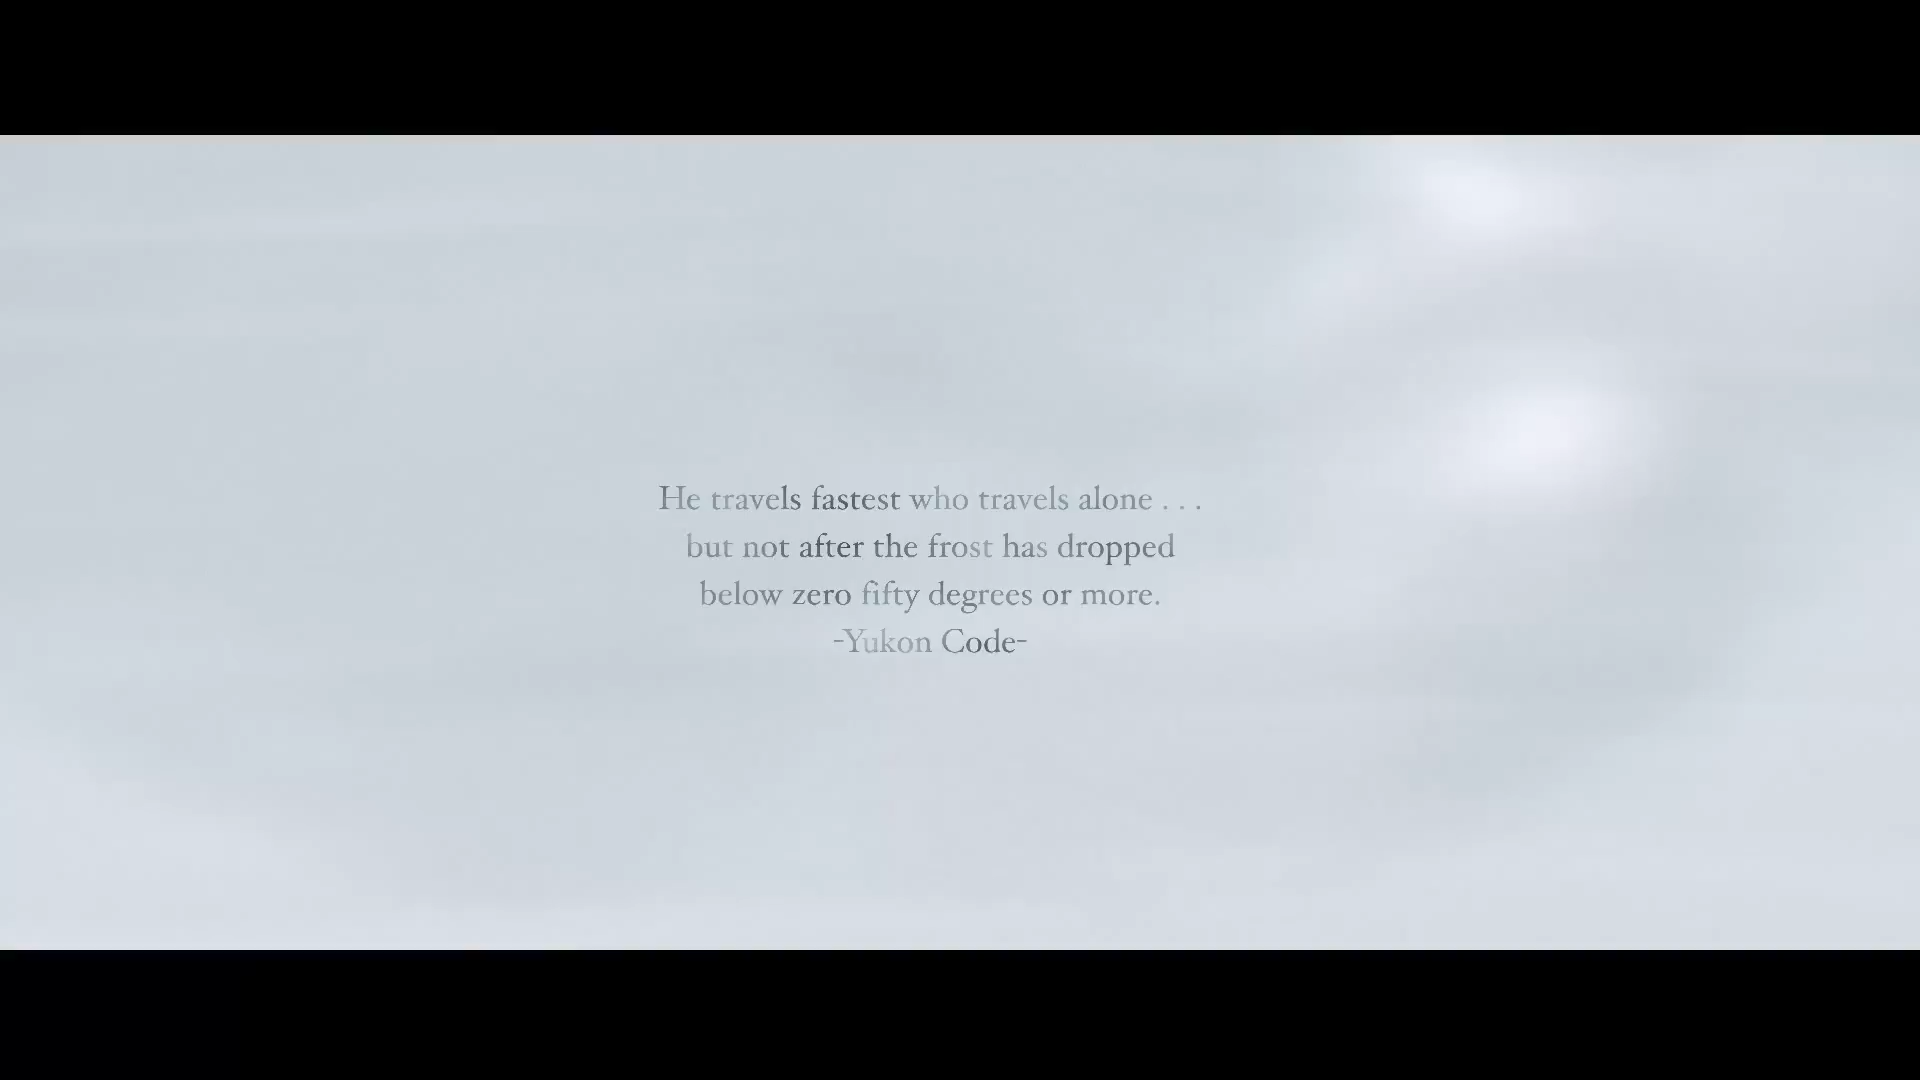 He travels fastest who travels alone . . .
but not after the frost has dropped
below zero fifty degrees or more.
-Yukon Code-